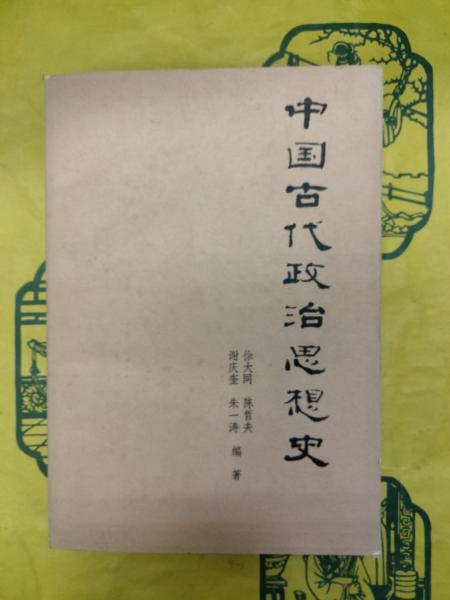 中国古代政治思想史
徐大同 陈哲夫
谢庆奎 朱一涛 编著